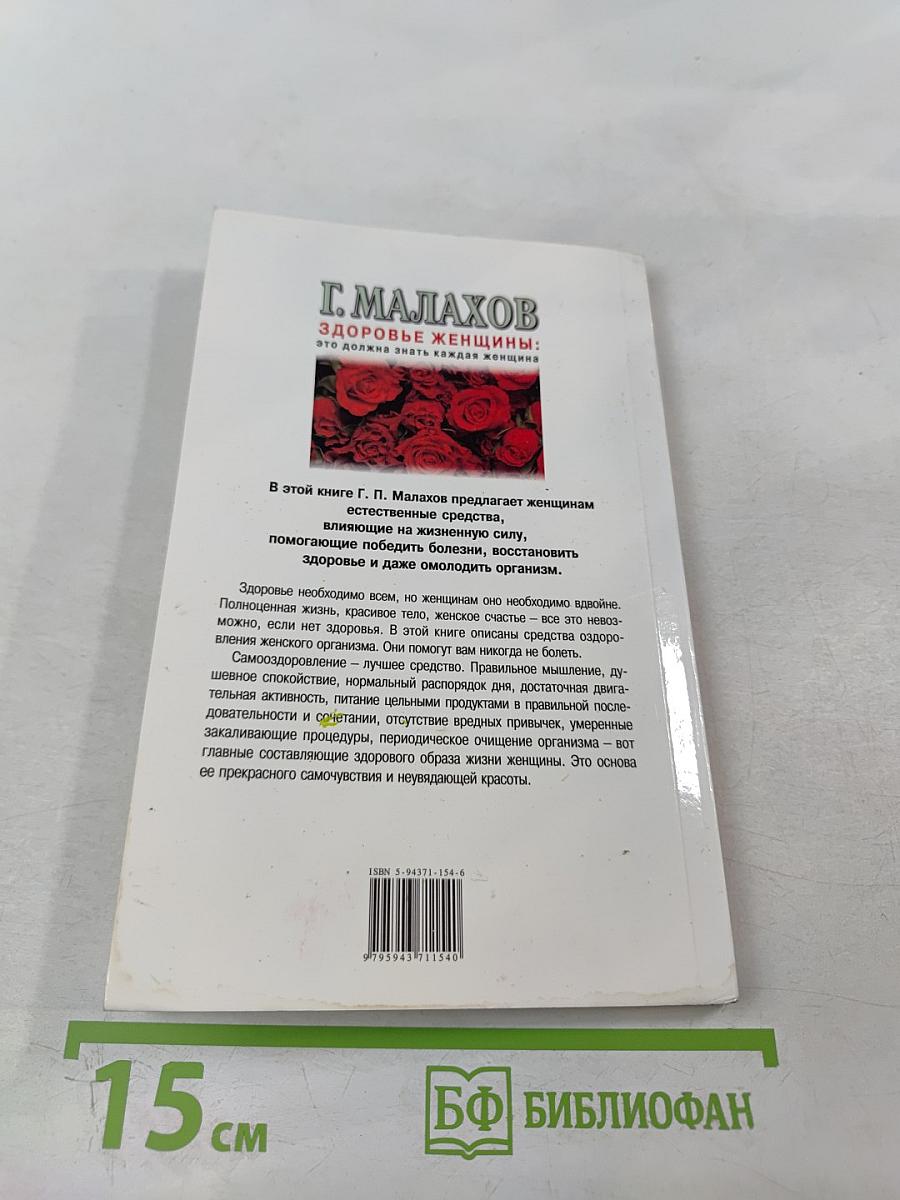 Г. МАЛАХОВ
ЗДОРОВЬЕ ЖЕНЩИНЫ:
это должна знать каждая женщина
В этой книге Г. П. Малахов предлагает женщинам
естественные средства,
влияющие на жизненную силу,
помогающие победить болезни, восстановить
здоровье и даже омолодить организм.
Здоровье необходимо всем, но женщинам оно необходимо вдвойне.
Полноценная жизнь, красивое тело, женское счастье – все это невоз-
можно, если нет здоровья. В этой книге описаны средства оздоро-
вления женского организма. Они помогут вам никогда не болеть.
Самооздоровление – лучшее средство. Правильное мышление, ду-
шевное спокойствие, нормальный распорядок дня, достаточная двига-
тельная активность, питание цельными продуктами в правильной после-
довательности и сочетании, отсутствие вредных привычек, умеренные
закаливающие процедуры, периодическое очищение организма – вот
главные составляющие здорового образа жизни женщины. Это основа
ее прекрасного самочувствия и неувядающей красоты.
ISBN 5-94371-154-6
9 795943 711540
15 см
БФ БИБЛИОФАН